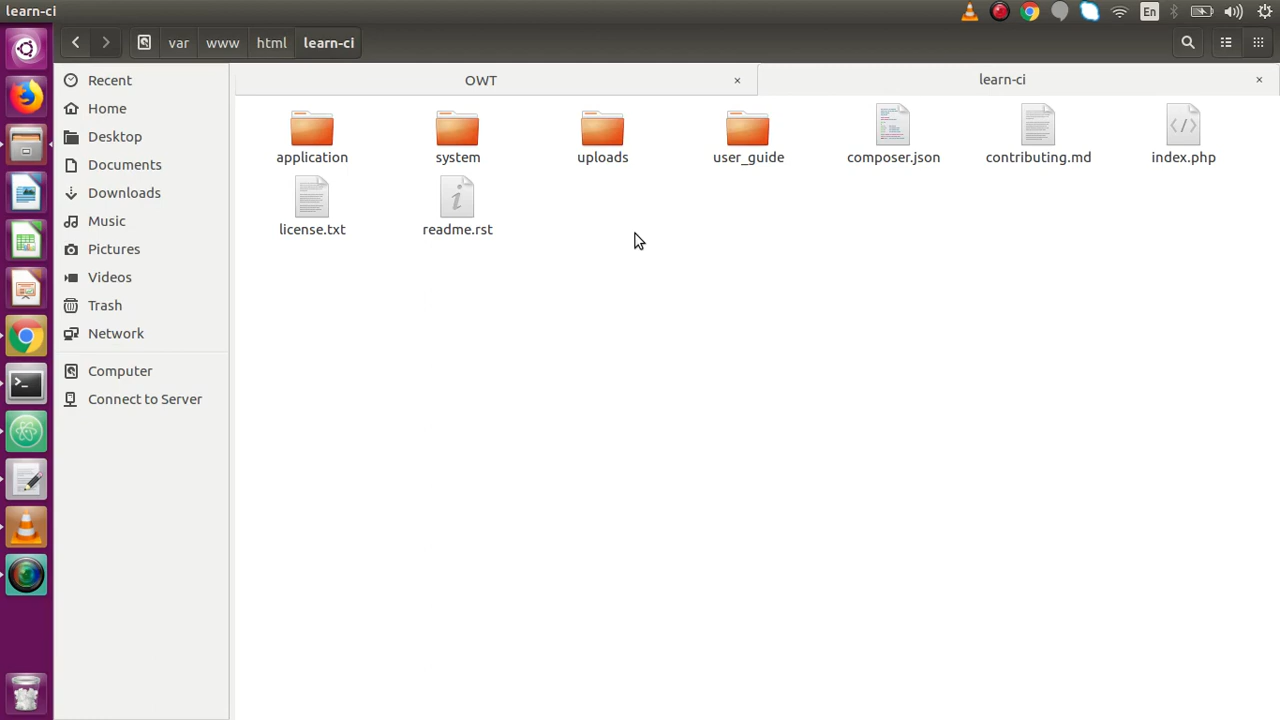 learn-ci
En
var www html learn-ci
OWT × learn-ci ×
Recent
Home
Desktop
Documents
Downloads
Music
Pictures
Videos
Trash
Network
Computer
Connect to Server
application system uploads user_guide composer.json contributing.md index.php
license.txt readme.rst